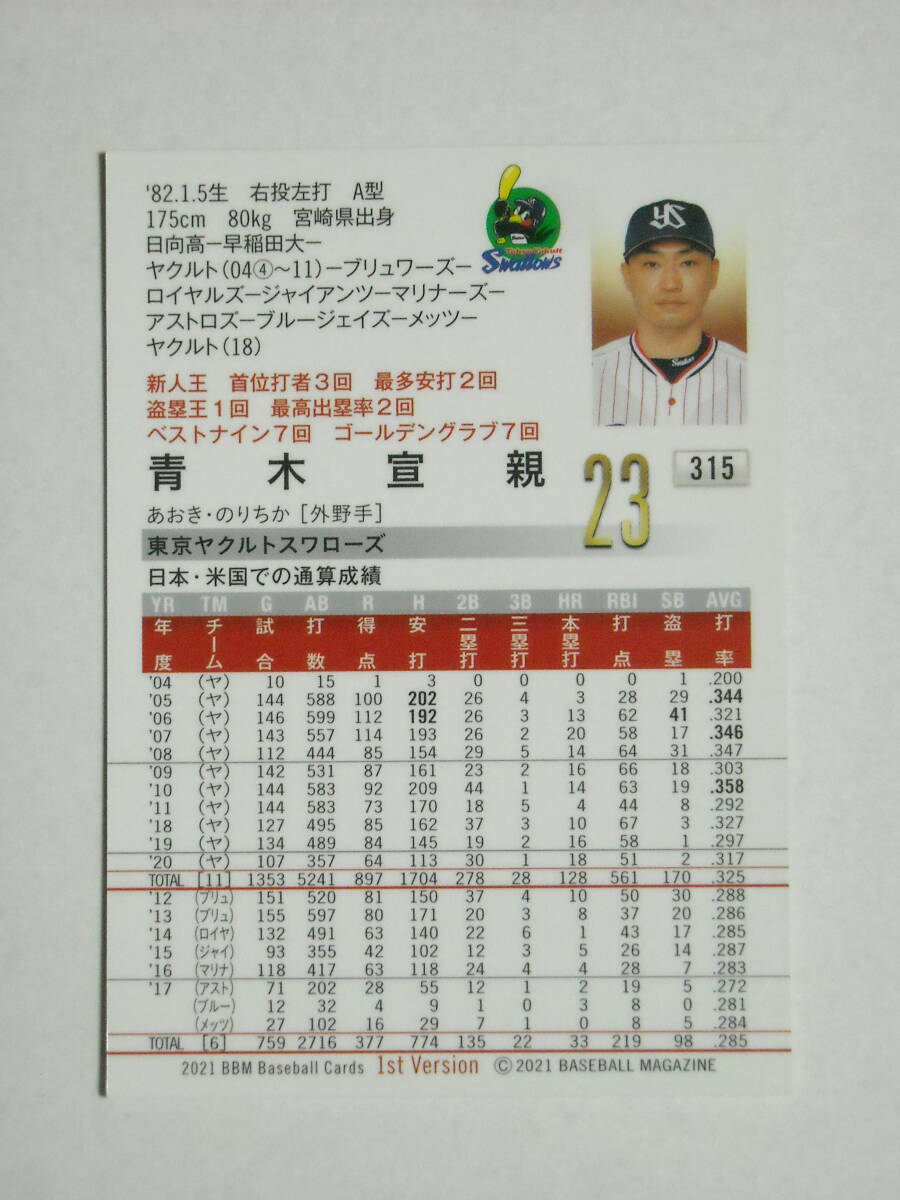 '82.1.5生 右投左打 A型
175cm 80kg 宮崎県出身
日向高ー早稲田大ー
ヤクルト(04④〜11)ーブリュワーズー
ロイヤルズージャイアンツーマリナーズー
アストロズーブルージェイズーメッツー
ヤクルト(18)
Tokyo Yakult
Swallows
YS
Swallows
新人王 首位打者3回 最多安打2回
盗塁王1回 最高出塁率2回
ベストナイン7回 ゴールデングラブ7回
青木宣親 23 315
あおき・のりちか [外野手]
東京ヤクルトスワローズ
日本・米国での通算成績
YR TM G AB R H 2B 3B HR RBI SB AVG
年度 チーム 試合 打数 得点 安打 二塁打 三塁打 本塁打 打点 盗塁 打率
'04 (ヤ) 10 15 1 3 0 0 0 0 1 .200
'05 (ヤ) 144 588 100 202 26 4 3 28 29 .344
'06 (ヤ) 146 599 112 192 26 3 13 62 41 .321
'07 (ヤ) 143 557 114 193 26 2 20 58 17 .346
'08 (ヤ) 112 444 85 154 29 5 14 64 31 .347
'09 (ヤ) 142 531 87 161 23 2 16 66 18 .303
'10 (ヤ) 144 583 92 209 44 1 14 63 19 .358
'11 (ヤ) 144 583 73 170 18 5 4 44 8 .292
'18 (ヤ) 127 495 85 162 37 3 10 67 3 .327
'19 (ヤ) 134 489 84 145 19 2 16 58 1 .297
'20 (ヤ) 107 357 64 113 30 1 18 51 2 .317
TOTAL [11] 1353 5241 897 1704 278 28 128 561 170 .325
'12 (ブリュ) 151 520 81 150 37 4 10 50 30 .288
'13 (ブリュ) 155 597 80 171 20 3 8 37 20 .286
'14 (ロイヤ) 132 491 63 140 22 6 1 43 17 .285
'15 (ジャイ) 93 355 42 102 12 3 5 26 14 .287
'16 (マリナ) 118 417 63 118 24 4 4 28 7 .283
'17 (アスト) 71 202 28 55 12 1 2 19 5 .272
(ブルー) 12 32 4 9 1 0 3 8 0 .281
(メッツ) 27 102 16 29 7 1 0 8 5 .284
TOTAL [6] 759 2716 377 774 135 22 33 219 98 .285
2021 BBM Baseball Cards 1st Version ©2021 BASEBALL MAGAZINE